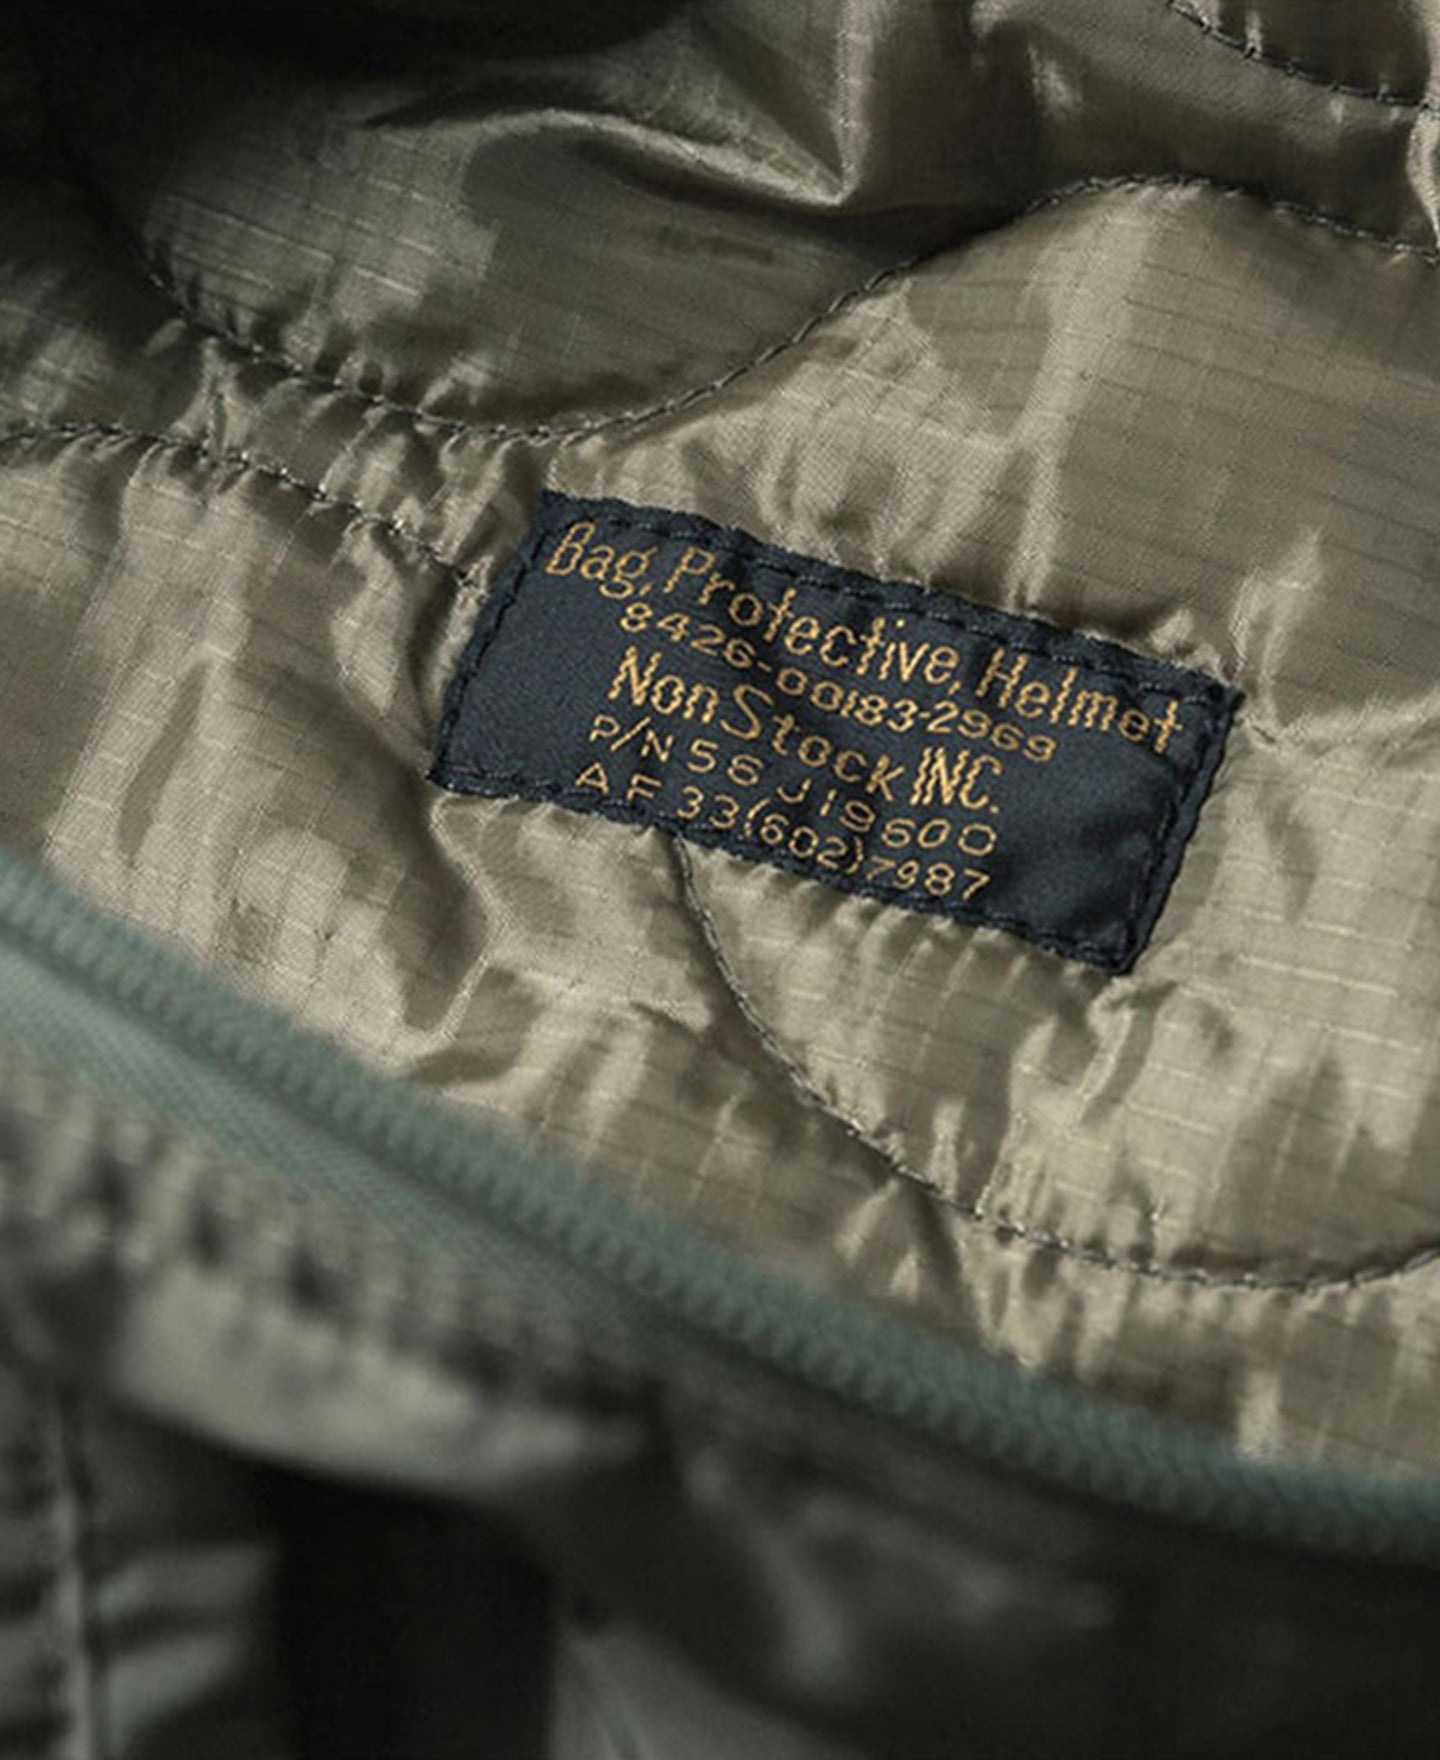 Bag, Protective, Helmet
8426-00183-2969
Non Stock INC.
P/N 56 J19600
AF 33(602)7987